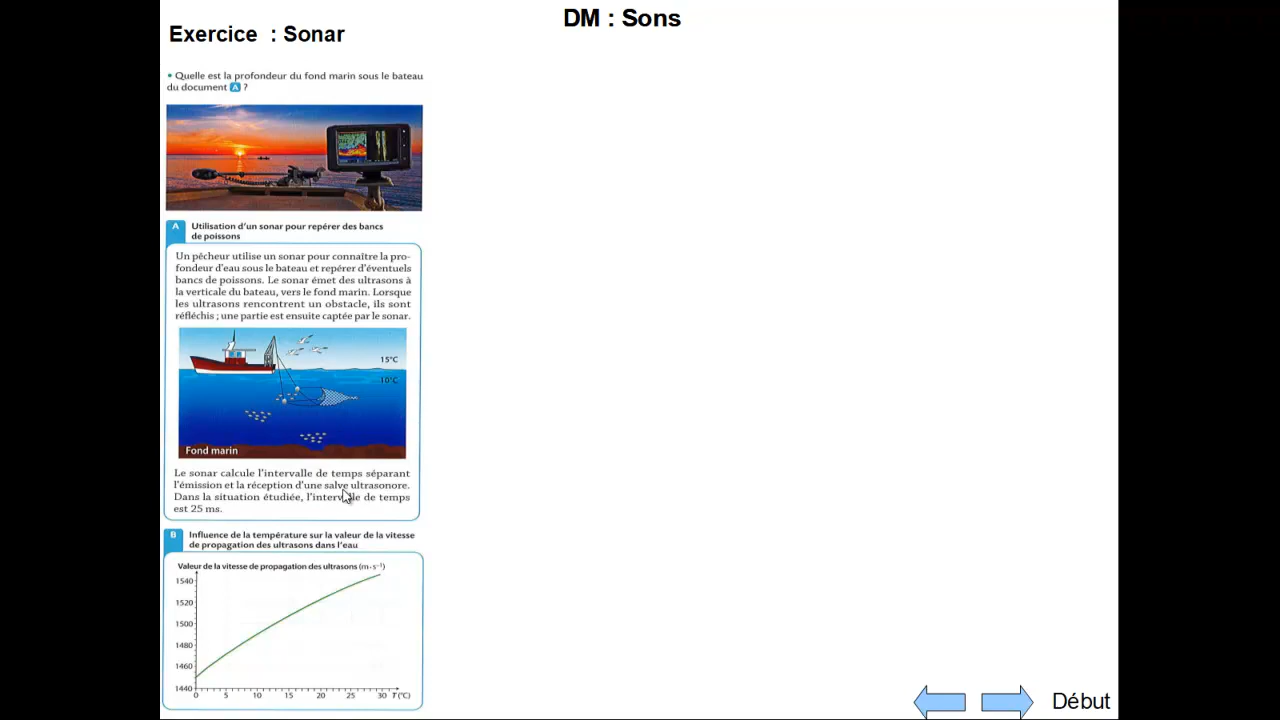 DM : Sons
Exercice : Sonar
• Quelle est la profondeur du fond marin sous le bateau
du document A ?
A Utilisation d'un sonar pour repérer des bancs
de poissons
Un pêcheur utilise un sonar pour connaître la pro-
fondeur d'eau sous le bateau et repérer d'éventuels
bancs de poissons. Le sonar émet des ultrasons à
la verticale du bateau, vers le fond marin. Lorsque
les ultrasons rencontrent un obstacle, ils sont
réfléchis ; une partie est ensuite captée par le sonar.
15°C
10°C
Fond marin
Le sonar calcule l'intervalle de temps séparant
l'émission et la réception d'une salve ultrasonore.
Dans la situation étudiée, l'intervalle de temps
est 25 ms.
B Influence de la température sur la valeur de la vitesse
de propagation des ultrasons dans l'eau
Valeur de la vitesse de propagation des ultrasons (m·s⁻¹)
1540
1520
1500
1480
1460
1440
0 5 10 15 20 25 30 T (°C)
Début